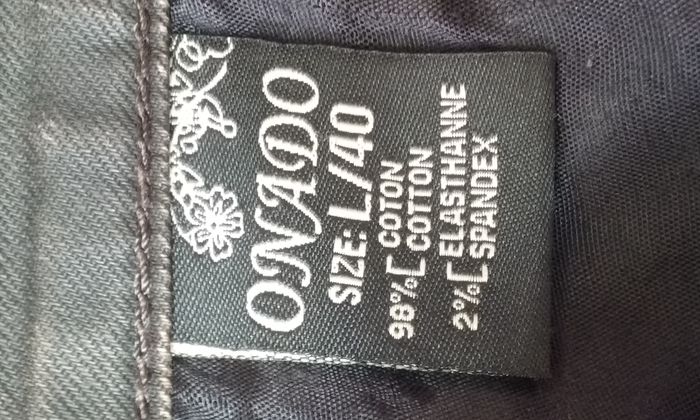 ONADO
SIZE: L/40
98%[ COTON
COTTON
2%[ ELASTHANNE
SPANDEX